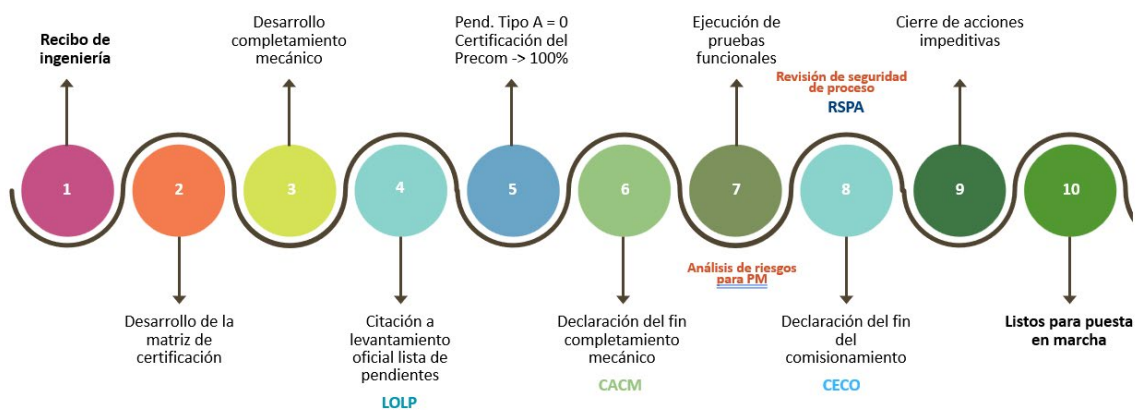 Recibo de
ingeniería
Desarrollo
completamiento
mecánico
Pend. Tipo A = 0
Certificación del
Precom -> 100%
Ejecución de
pruebas
funcionales
Revisión de seguridad
de proceso
RSPA
Cierre de acciones
impeditivas
1
2
3
4
5
6
7
8
9
10
Desarrollo de la
matriz de
certificación
Citación a
levantamiento
oficial lista de
pendientes
LOLP
Declaración del fin
completamiento
mecánico
CACM
Análisis de riesgos
para PM
Declaración del fin
del
comisionamiento
CECO
Listos para puesta
en marcha